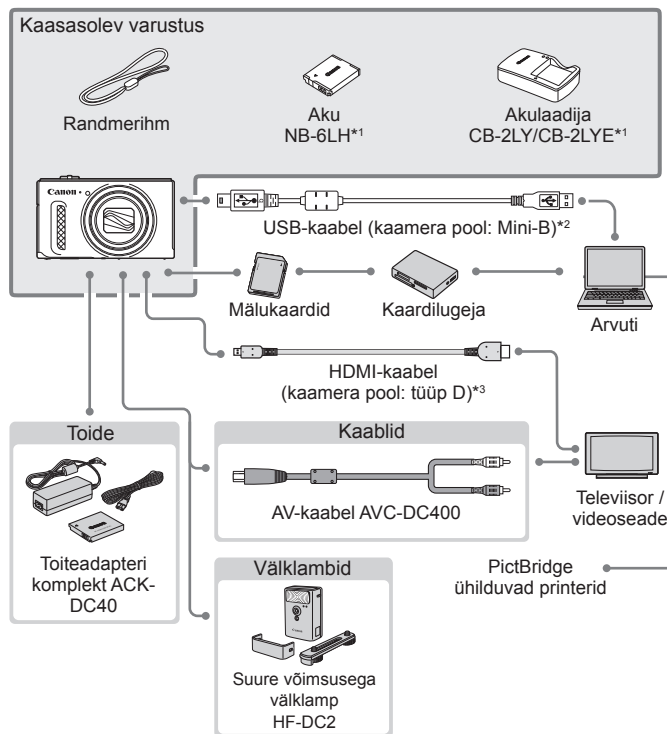 Kaasasolev varustus
Randmerihm
Aku
NB-6LH*1
Akulaadija
CB-2LY/CB-2LYE*1
Canon
USB-kaabel (kaamera pool: Mini-B)*2
Mälukaardid
Kaardilugeja
Arvuti
HDMI-kaabel
(kaamera pool: tüüp D)*3
Toide
Toiteadapteri
komplekt ACK-
DC40
Kaablid
AV-kaabel AVC-DC400
Televiisor /
videoseade
Välklambid
Suure võimsusega
välklamp
HF-DC2
PictBridge
ühilduvad printerid